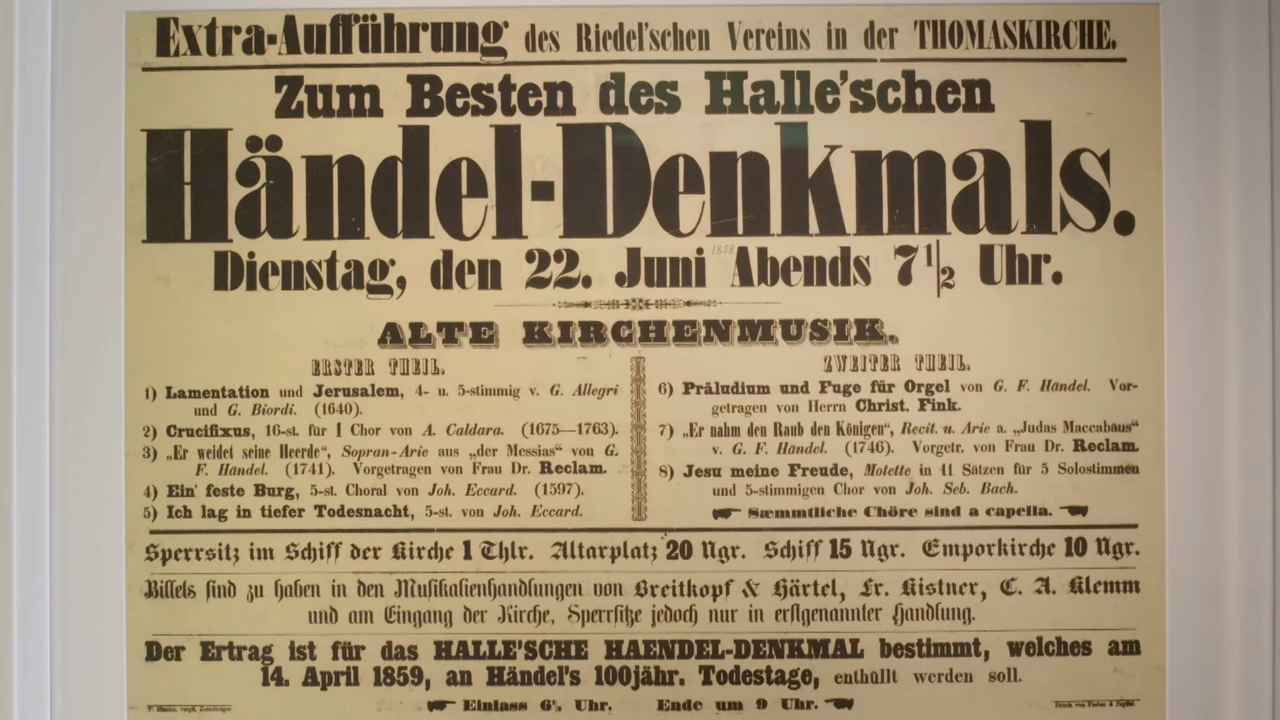 Extra-Aufführung des Riedel'schen Vereins in der THOMASKIRCHE.
Zum Besten des Halle'schen
Händel-Denkmals.
1858
Dienstag, den 22. Juni Abends 7 1/2 Uhr.
ALTE KIRCHENMUSIK.
ERSTER THEIL.
1) Lamentation und Jerusalem, 4- u. 5-stimmig v. G. Allegri
und G. Biordi. (1640).
2) Crucifixus, 16-st. für 1 Chor von A. Caldara. (1675—1763).
3) „Er weidet seine Heerde“, Sopran-Arie aus „der Messias“ von G.
F. Händel. (1741). Vorgetragen von Frau Dr. Reclam.
4) Ein' feste Burg, 5-st. Choral von Joh. Eccard. (1597).
5) Ich lag in tiefer Todesnacht, 5-st. von Joh. Eccard.
ZWEITER THEIL.
6) Präludium und Fuge für Orgel von G. F. Händel. Vor-
getragen von Herrn Christ. Fink.
7) „Er nahm den Raub den Königen“, Recit. u. Arie a. „Judas Maccabäus“
v. G. F. Händel. (1746). Vorgetr. von Frau Dr. Reclam.
8) Jesu meine Freude, Motette in 11 Sätzen für 5 Solostimmen
und 5-stimmigen Chor von Joh. Seb. Bach.
Sæmmtliche Chöre sind a capella.
Sperrsitz im Schiff der Kirche 1 Thlr. Altarplatz 20 Ngr. Schiff 15 Ngr. Emporkirche 10 Ngr.
Billets sind zu haben in den Musikalienhandlungen von Breitkopf & Härtel, Fr. Kistner, C. A. Klemm
und am Eingang der Kirche, Sperrsitze jedoch nur in erstgenannter Handlung.
Der Ertrag ist für das HALLE'SCHE HAENDEL-DENKMAL bestimmt, welches am
14. April 1859, an Händel's 100jähr. Todestage, enthüllt werden soll.
Einlass 6½ Uhr. Ende um 9 Uhr.
Druck von